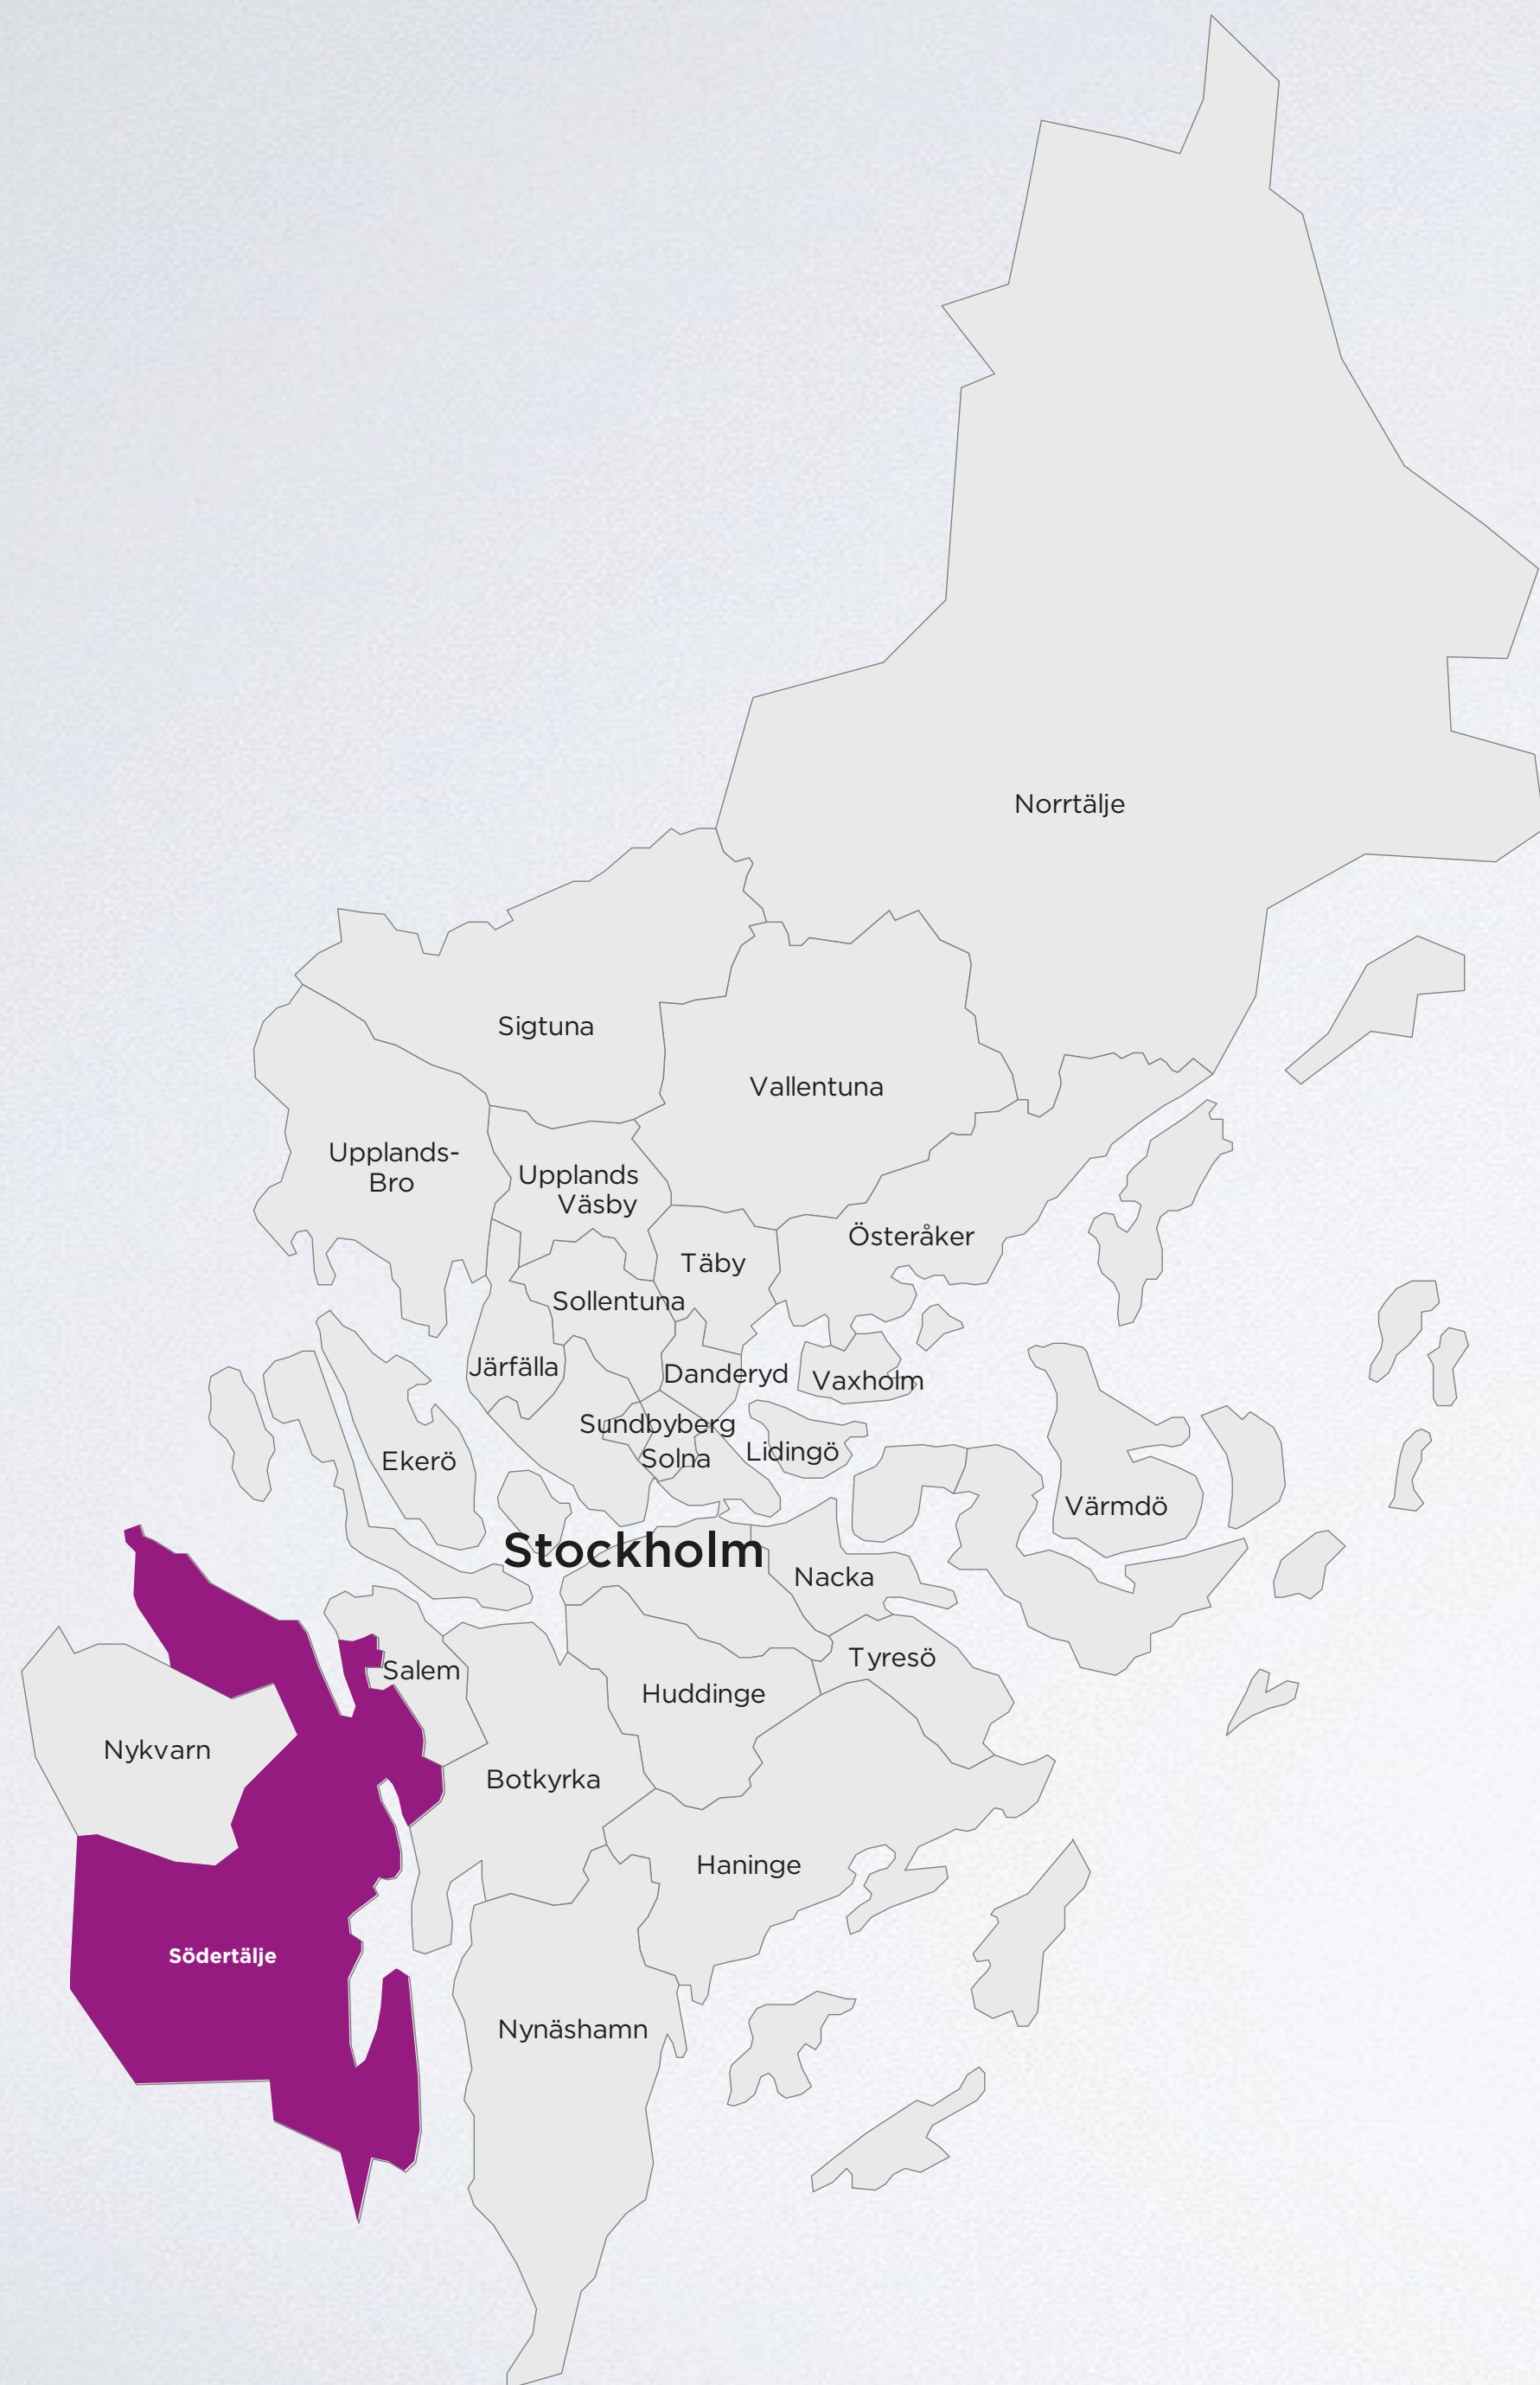 Norrtälje
Sigtuna
Vallentuna
Upplands-
Bro
Upplands
Väsby
Österåker
Täby
Sollentuna
Järfälla
Danderyd
Vaxholm
Sundbyberg
Lidingö
Solna
Ekerö
Värmdö
Stockholm
Nacka
Tyresö
Salem
Huddinge
Nykvarn
Botkyrka
Haninge
Södertälje
Nynäshamn